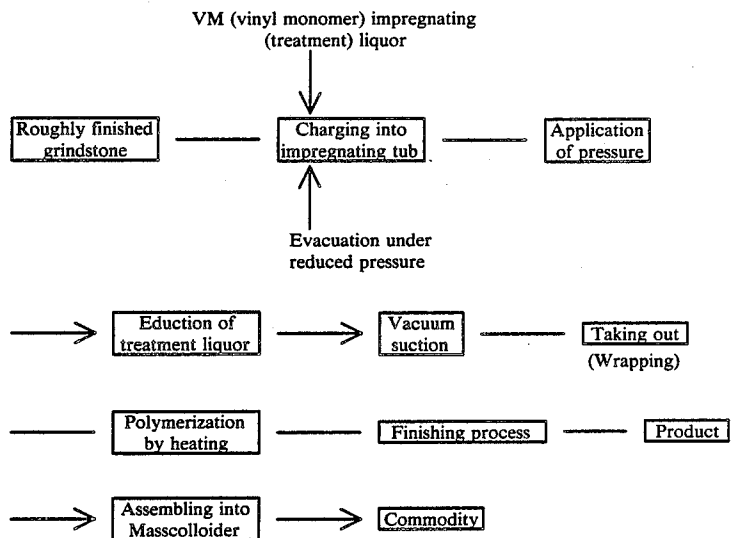 VM (vinyl monomer) impregnating
(treatment) liquor
Roughly finished
grindstone
Charging into
impregnating tub
Application
of pressure
Evacuation under
reduced pressure
Eduction of
treatment liquor
Vacuum
suction
Taking out
(Wrapping)
Polymerization
by heating
Finishing process
Product
Assembling into
Masscolloider
Commodity